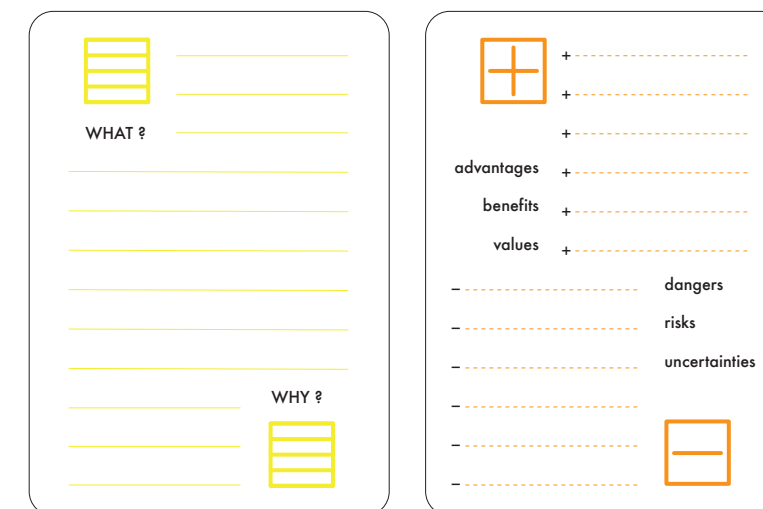 WHAT ?
WHY ?
+
+
+
advantages +
benefits +
values +
– dangers
– risks
– uncertainties
–
–
–